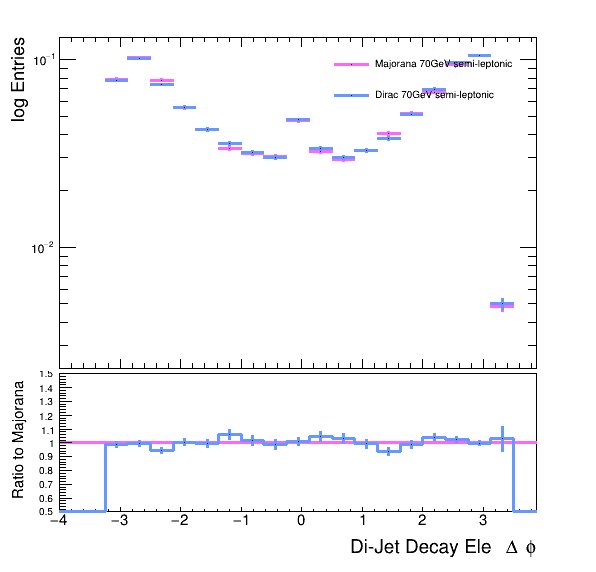 log Entries
10⁻¹
10⁻²
Majorana 70GeV semi-leptonic
Dirac 70GeV semi-leptonic
Ratio to Majorana
1.5
1.4
1.3
1.2
1.1
1
0.9
0.8
0.7
0.6
0.5
−4 −3 −2 −1 0 1 2 3
Di-Jet Decay Ele Δ ϕ